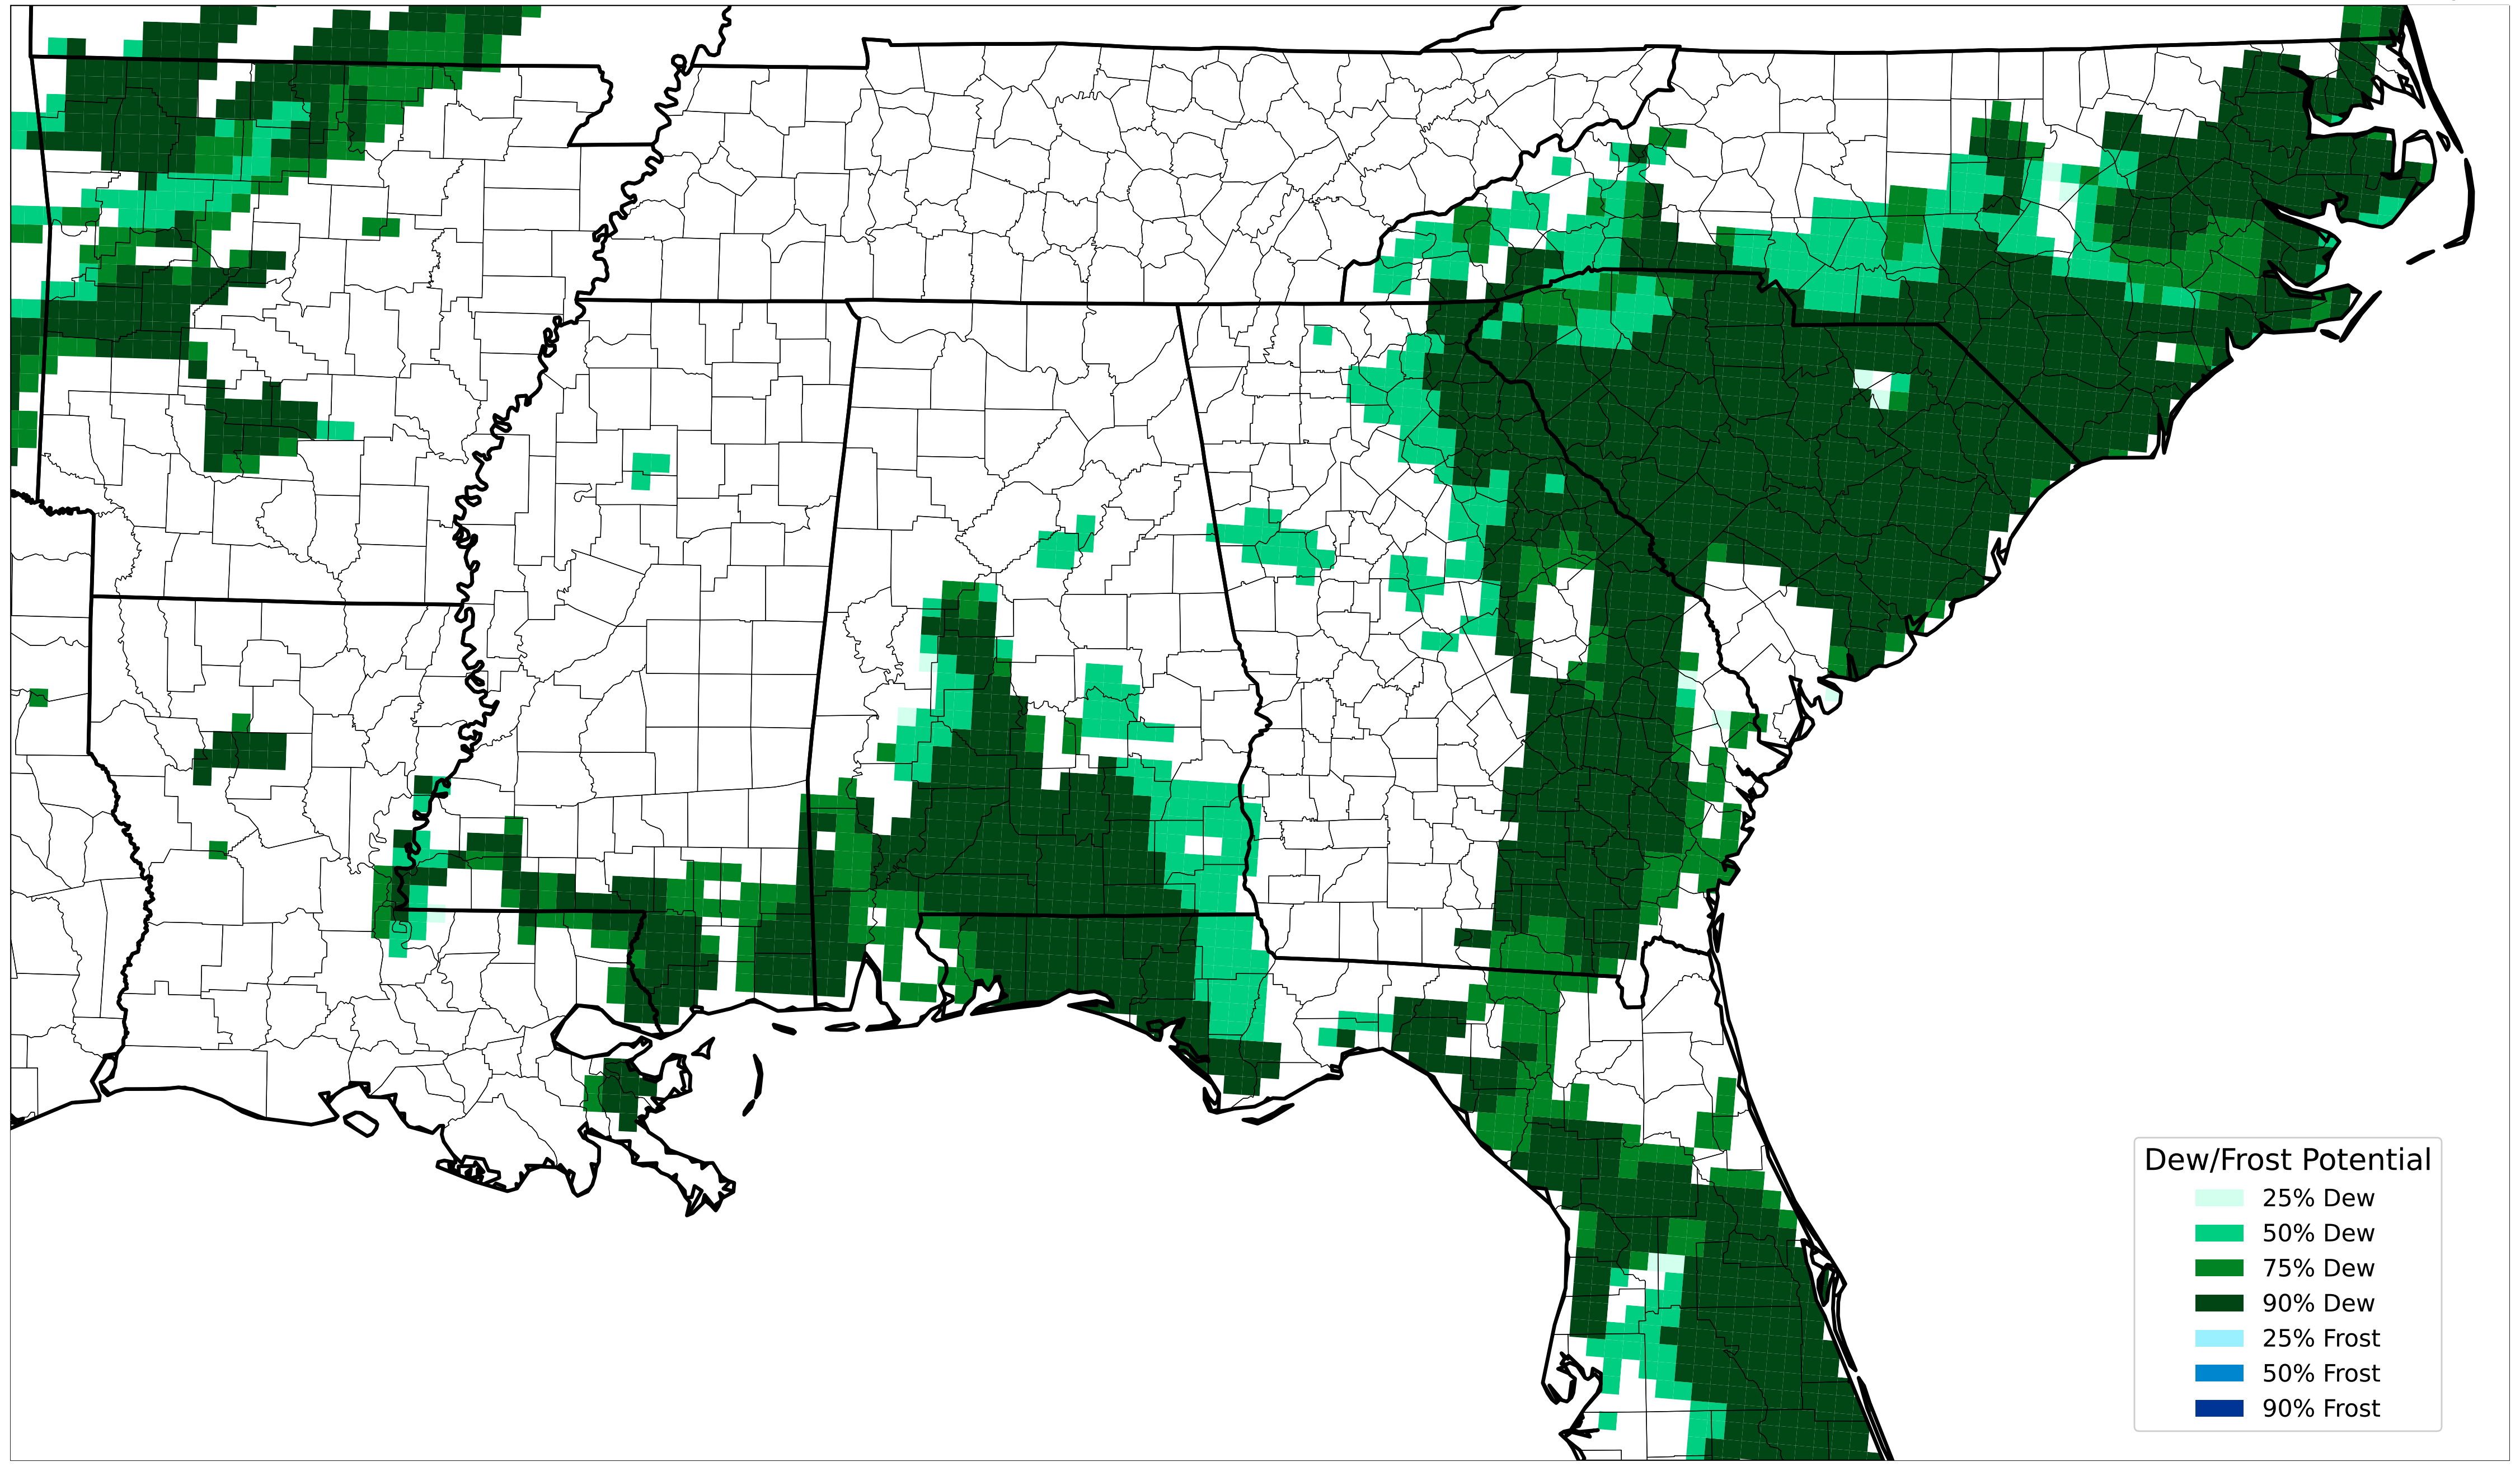 Dew/Frost Potential
25% Dew
50% Dew
75% Dew
90% Dew
25% Frost
50% Frost
90% Frost